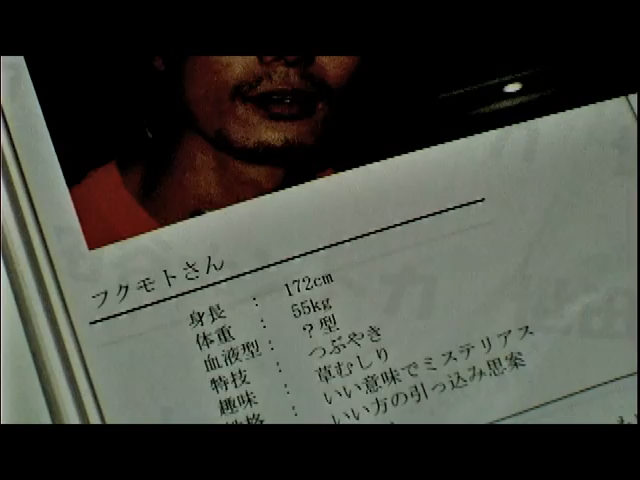 フクモトさん
身長 : 172cm
体重 : 55kg
血液型 : ?型
特技 : つぶやき
趣味 : 草むしり
性格 : いい意味でミステリアス
いい方の引っ込み思案